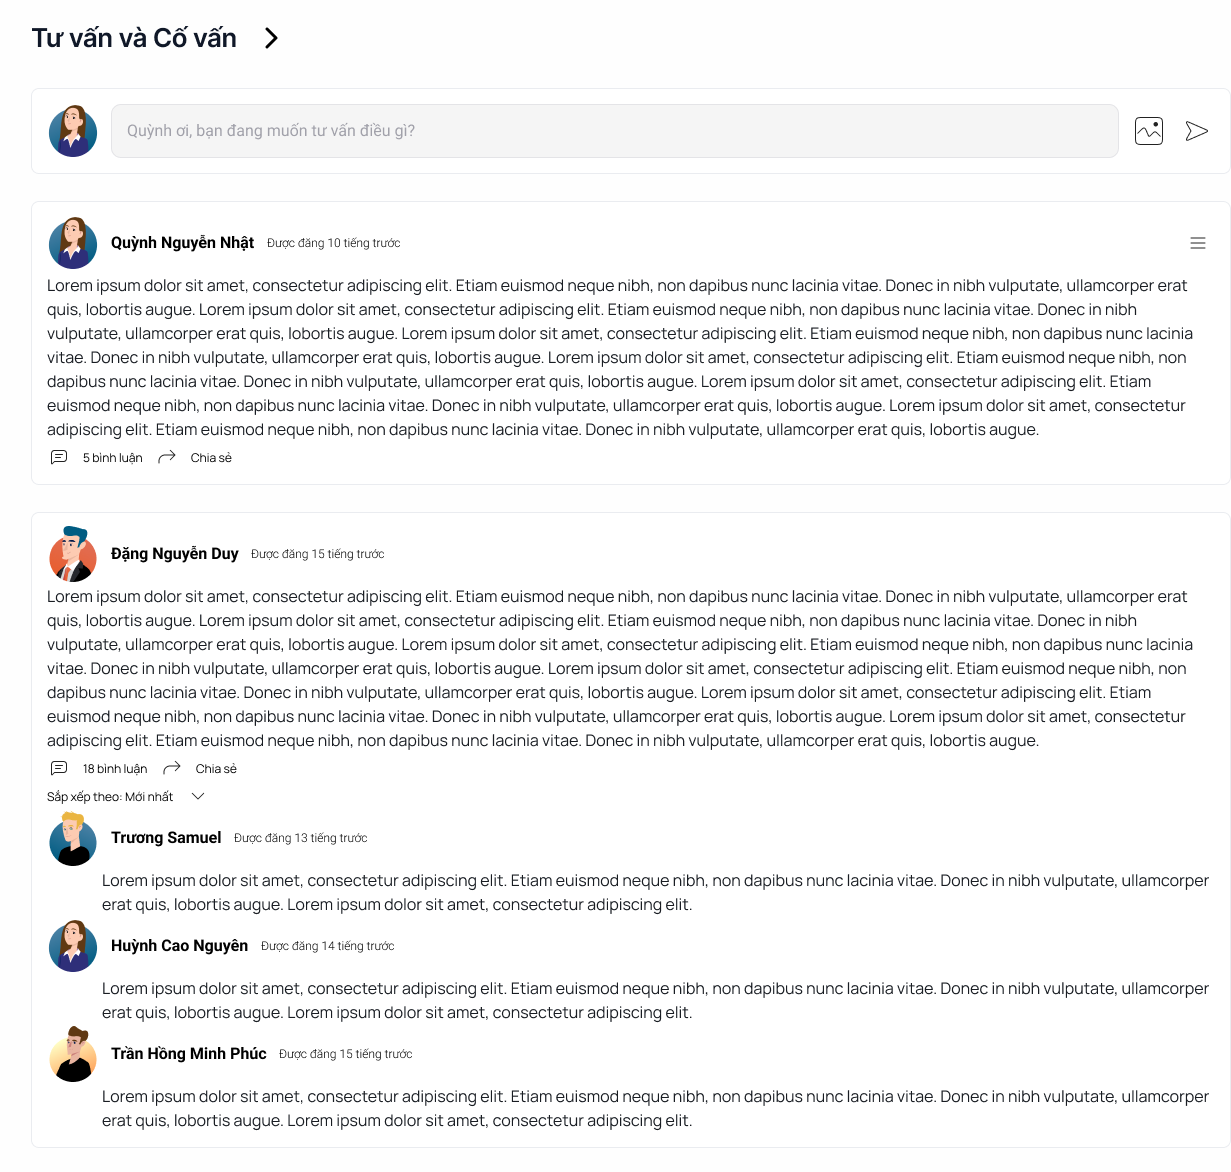 Tư vấn và Cố vấn
Quỳnh ơi, bạn đang muốn tư vấn điều gì?
Quỳnh Nguyễn Nhật Được đăng 10 tiếng trước
Lorem ipsum dolor sit amet, consectetur adipiscing elit. Etiam euismod neque nibh, non dapibus nunc lacinia vitae. Donec in nibh vulputate, ullamcorper erat
quis, lobortis augue. Lorem ipsum dolor sit amet, consectetur adipiscing elit. Etiam euismod neque nibh, non dapibus nunc lacinia vitae. Donec in nibh
vulputate, ullamcorper erat quis, lobortis augue. Lorem ipsum dolor sit amet, consectetur adipiscing elit. Etiam euismod neque nibh, non dapibus nunc lacinia
vitae. Donec in nibh vulputate, ullamcorper erat quis, lobortis augue. Lorem ipsum dolor sit amet, consectetur adipiscing elit. Etiam euismod neque nibh, non
dapibus nunc lacinia vitae. Donec in nibh vulputate, ullamcorper erat quis, lobortis augue. Lorem ipsum dolor sit amet, consectetur adipiscing elit. Etiam
euismod neque nibh, non dapibus nunc lacinia vitae. Donec in nibh vulputate, ullamcorper erat quis, lobortis augue. Lorem ipsum dolor sit amet, consectetur
adipiscing elit. Etiam euismod neque nibh, non dapibus nunc lacinia vitae. Donec in nibh vulputate, ullamcorper erat quis, lobortis augue.
5 bình luận Chia sẻ
Đặng Nguyễn Duy Được đăng 15 tiếng trước
Lorem ipsum dolor sit amet, consectetur adipiscing elit. Etiam euismod neque nibh, non dapibus nunc lacinia vitae. Donec in nibh vulputate, ullamcorper erat
quis, lobortis augue. Lorem ipsum dolor sit amet, consectetur adipiscing elit. Etiam euismod neque nibh, non dapibus nunc lacinia vitae. Donec in nibh
vulputate, ullamcorper erat quis, lobortis augue. Lorem ipsum dolor sit amet, consectetur adipiscing elit. Etiam euismod neque nibh, non dapibus nunc lacinia
vitae. Donec in nibh vulputate, ullamcorper erat quis, lobortis augue. Lorem ipsum dolor sit amet, consectetur adipiscing elit. Etiam euismod neque nibh, non
dapibus nunc lacinia vitae. Donec in nibh vulputate, ullamcorper erat quis, lobortis augue. Lorem ipsum dolor sit amet, consectetur adipiscing elit. Etiam
euismod neque nibh, non dapibus nunc lacinia vitae. Donec in nibh vulputate, ullamcorper erat quis, lobortis augue. Lorem ipsum dolor sit amet, consectetur
adipiscing elit. Etiam euismod neque nibh, non dapibus nunc lacinia vitae. Donec in nibh vulputate, ullamcorper erat quis, lobortis augue.
18 bình luận Chia sẻ
Sắp xếp theo: Mới nhất
Trương Samuel Được đăng 13 tiếng trước
Lorem ipsum dolor sit amet, consectetur adipiscing elit. Etiam euismod neque nibh, non dapibus nunc lacinia vitae. Donec in nibh vulputate, ullamcorper
erat quis, lobortis augue. Lorem ipsum dolor sit amet, consectetur adipiscing elit.
Huỳnh Cao Nguyên Được đăng 14 tiếng trước
Lorem ipsum dolor sit amet, consectetur adipiscing elit. Etiam euismod neque nibh, non dapibus nunc lacinia vitae. Donec in nibh vulputate, ullamcorper
erat quis, lobortis augue. Lorem ipsum dolor sit amet, consectetur adipiscing elit.
Trần Hồng Minh Phúc Được đăng 15 tiếng trước
Lorem ipsum dolor sit amet, consectetur adipiscing elit. Etiam euismod neque nibh, non dapibus nunc lacinia vitae. Donec in nibh vulputate, ullamcorper
erat quis, lobortis augue. Lorem ipsum dolor sit amet, consectetur adipiscing elit.